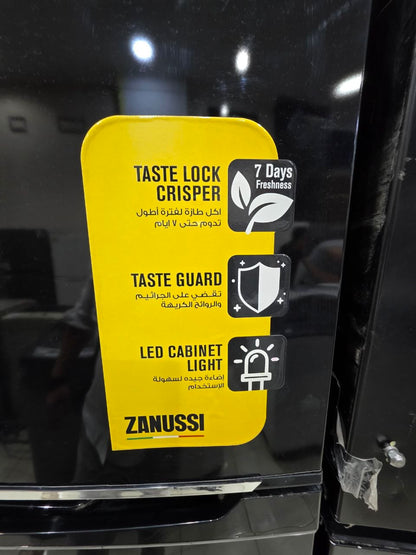 TASTE LOCK
CRISPER
7 Days
Freshness
اكل طازة لفترة أطول
تدوم حتى ٧ ايام
TASTE GUARD
تقضي على الجراثيم
والروائح الكريهة
LED CABINET
LIGHT
إضاءة جيده لسهولة
الإستخدام
ZANUSSI